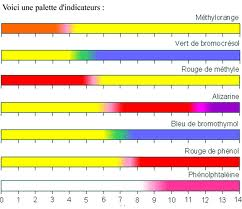 Voici une palette d'indicateurs :
Méthylorange
Vert de bromocrésol
Rouge de méthyle
Alizarine
Bleu de bromothymol
Rouge de phénol
Phénolphtaléine
0 1 2 3 4 5 6 7 8 9 10 11 12 13 14